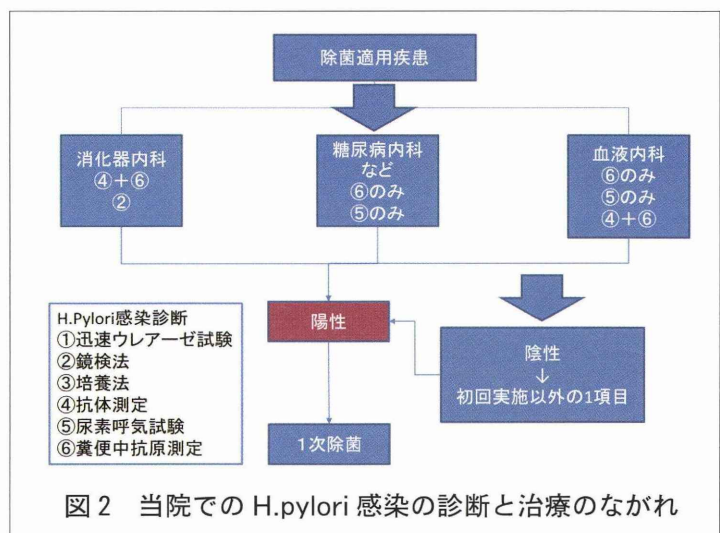 除菌適用疾患
消化器内科
④+⑥
②
糖尿病内科
など
⑥のみ
⑤のみ
血液内科
⑥のみ
⑤のみ
④+⑥
H.Pylori感染診断
①迅速ウレアーゼ試験
②鏡検法
③培養法
④抗体測定
⑤尿素呼気試験
⑥糞便中抗原測定
陽性
陰性
↓
初回実施以外の1項目
1次除菌
図2 当院での H.pylori 感染の診断と治療のながれ